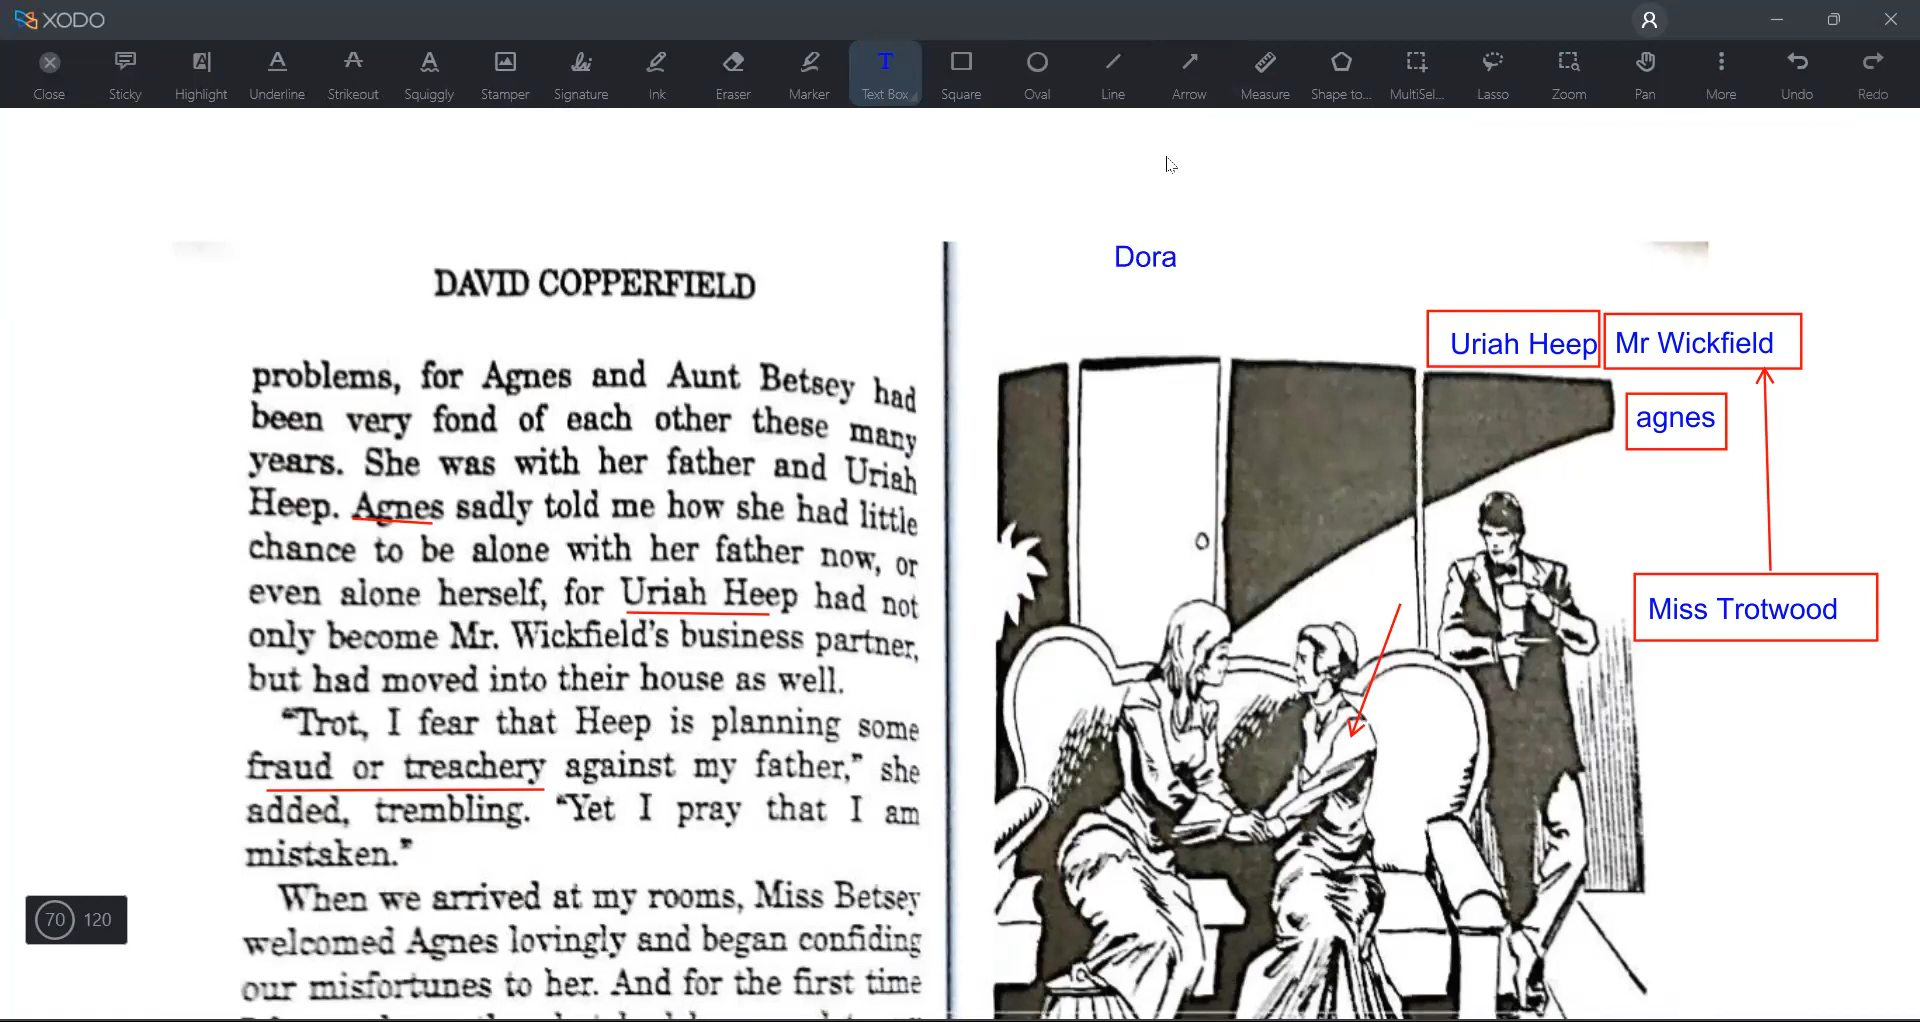 XODO
Close
Sticky
Highlight
Underline
Strikeout
Squiggly
Stamper
Signature
Ink
Eraser
Marker
Text Box
Square
Oval
Line
Arrow
Measure
Shape to...
MultiSel...
Lasso
Zoom
Pan
More
Undo
Redo
DAVID COPPERFIELD
problems, for Agnes and Aunt Betsey had
been very fond of each other these many
years. She was with her father and Uriah
Heep. Agnes sadly told me how she had little
chance to be alone with her father now, or
even alone herself, for Uriah Heep had not
only become Mr. Wickfield's business partner,
but had moved into their house as well.
"Trot, I fear that Heep is planning some
fraud or treachery against my father," she
added, trembling. "Yet I pray that I am
mistaken."
When we arrived at my rooms, Miss Betsey
welcomed Agnes lovingly and began confiding
our misfortunes to her. And for the first time
Dora
Uriah Heep
Mr Wickfield
agnes
Miss Trotwood
70 120